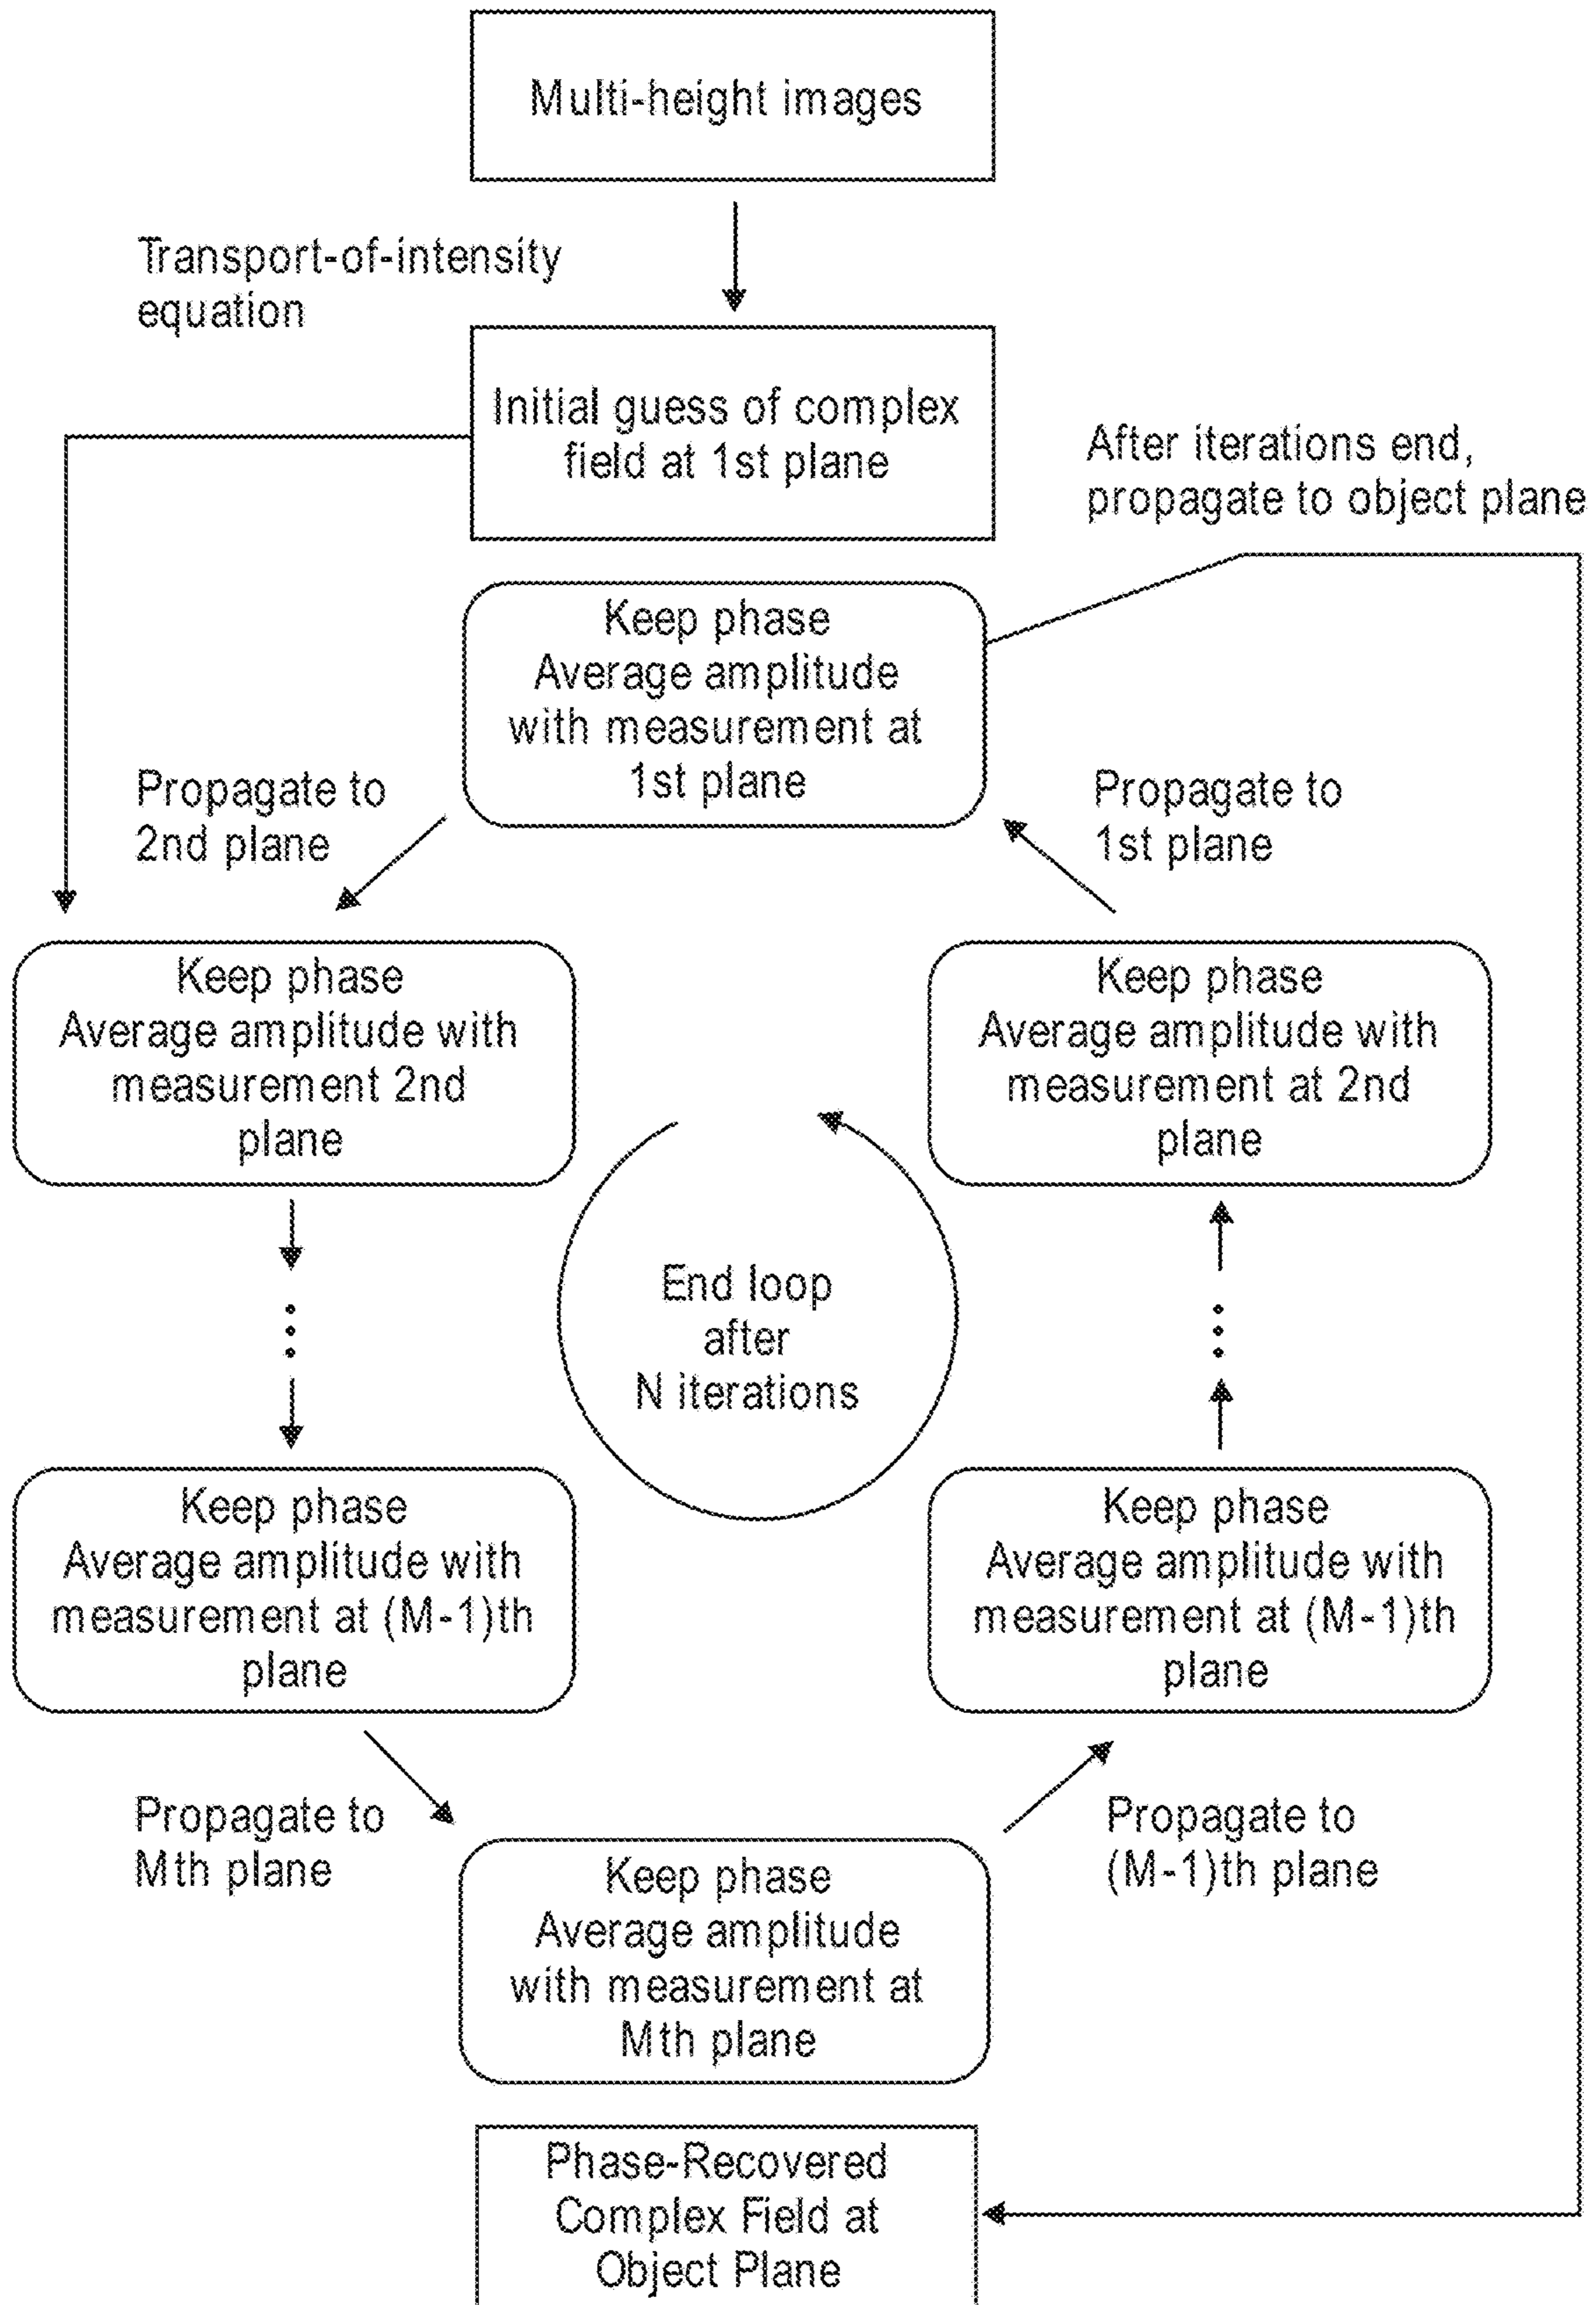 Multi-height images
Transport-of-intensity
equation
Initial guess of complex
field at 1st plane
After iterations end,
propagate to object plane
Keep phase
Average amplitude
with measurement at
1st plane
Propagate to
2nd plane
Propagate to
1st plane
Keep phase
Average amplitude with
measurement 2nd
plane
Keep phase
Average amplitude with
measurement at 2nd
plane
End loop
after
N iterations
Keep phase
Average amplitude with
measurement at (M-1)th
plane
Keep phase
Average amplitude with
measurement at (M-1)th
plane
Propagate to
Mth plane
Propagate to
(M-1)th plane
Keep phase
Average amplitude
with measurement at
Mth plane
Phase-Recovered
Complex Field at
Object Plane